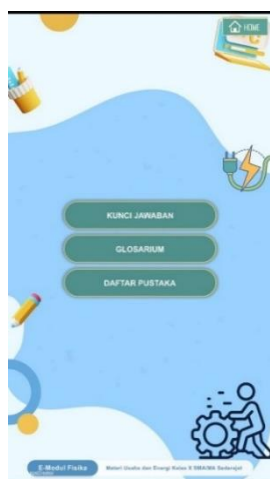 HOME
KUNCI JAWABAN
GLOSARIUM
DAFTAR PUSTAKA
E-Modul Fisika
Materi Usaha dan Energi Kelas X SMA/MA Sederajat